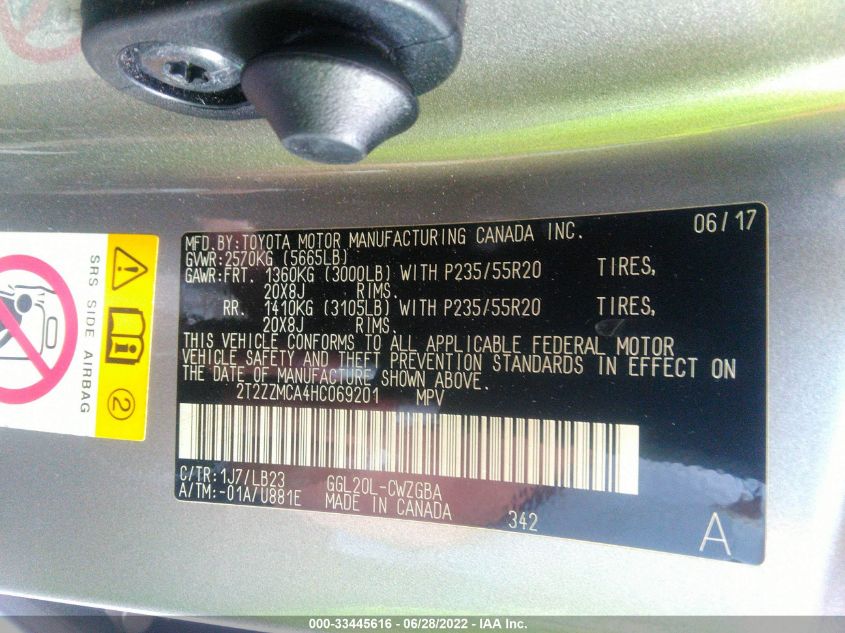 06/17
MFD.BY:TOYOTA MOTOR MANUFACTURING CANADA INC.
GVWR:2570KG (5665LB)
GAWR:FRT. 1360KG (3000LB) WITH P235/55R20 TIRES,
20X8J RIMS.
RR. 1410KG (3105LB) WITH P235/55R20 TIRES,
20X8J RIMS.
THIS VEHICLE CONFORMS TO ALL APPLICABLE FEDERAL MOTOR
VEHICLE SAFETY AND THEFT PREVENTION STANDARDS IN EFFECT ON
THE DATE OF MANUFACTURE SHOWN ABOVE.
2T2ZZMCA4HC069201 MPV
C/TR:1J7/LB23 GGL20L-CWZGBA
A/TM:-01A/U881E MADE IN CANADA
342
A
SRS SIDE AIRBAG
2
000-33445616 - 06/28/2022 - IAA Inc.